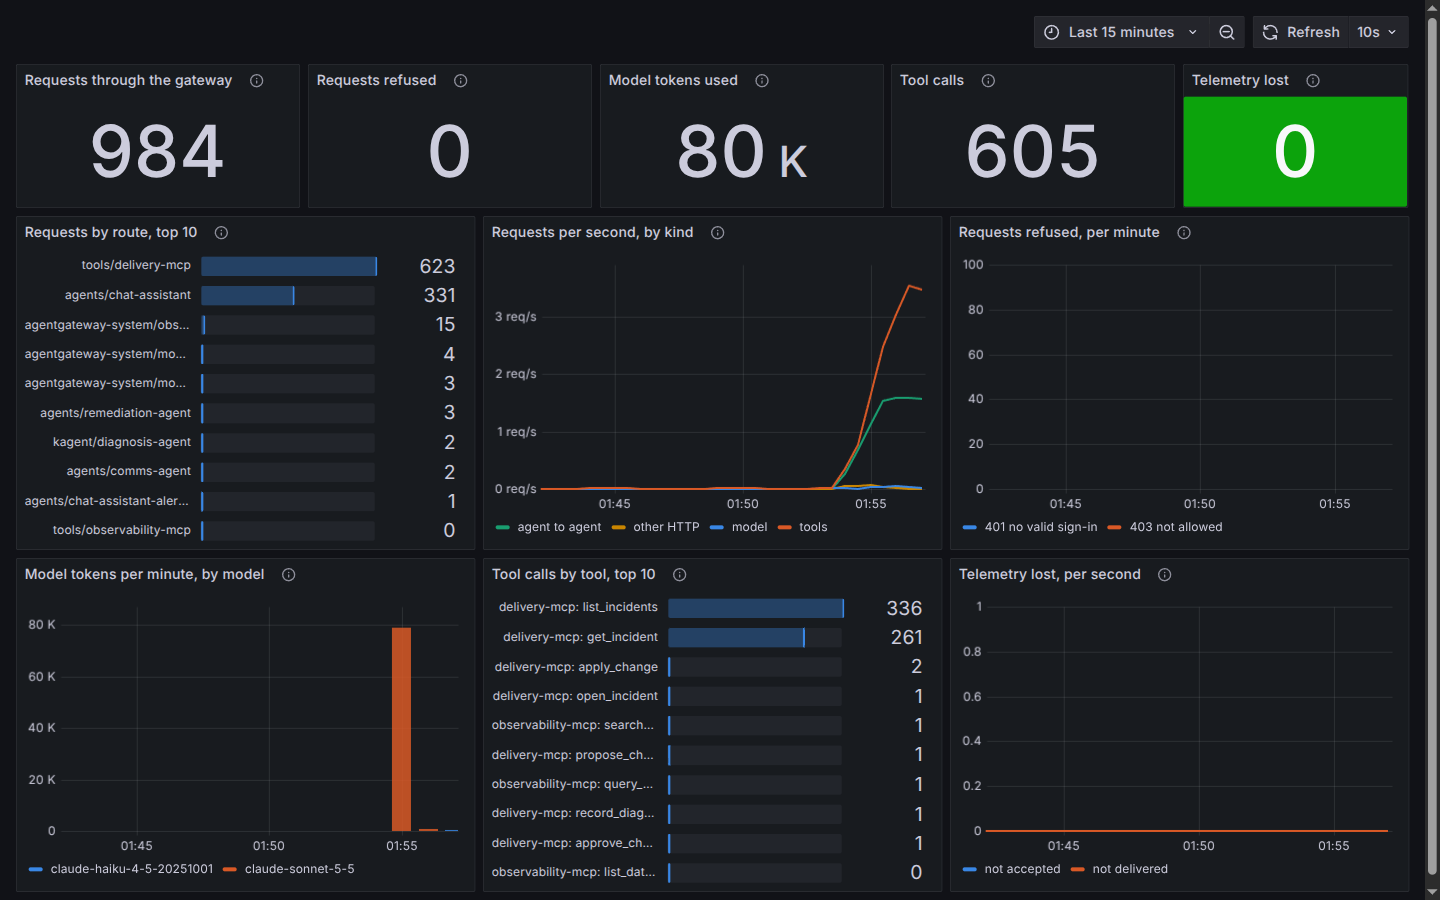 Last 15 minutes
Refresh
10s
Requests through the gateway
984
Requests refused
0
Model tokens used
80 K
Tool calls
605
Telemetry lost
0
Requests by route, top 10
tools/delivery-mcp 623
agents/chat-assistant 331
agentgateway-system/obs... 15
agentgateway-system/mo... 4
agentgateway-system/mo... 3
agents/remediation-agent 3
kagent/diagnosis-agent 2
agents/comms-agent 2
agents/chat-assistant-aler... 1
tools/observability-mcp 0
Requests per second, by kind
3 req/s
2 req/s
1 req/s
0 req/s
01:45 01:50 01:55
agent to agent other HTTP model tools
Requests refused, per minute
100
80
60
40
20
0
01:45 01:50 01:55
401 no valid sign-in 403 not allowed
Model tokens per minute, by model
80 K
60 K
40 K
20 K
0
01:45 01:50 01:55
claude-haiku-4-5-20251001 claude-sonnet-5-5
Tool calls by tool, top 10
delivery-mcp: list_incidents 336
delivery-mcp: get_incident 261
delivery-mcp: apply_change 2
delivery-mcp: open_incident 1
observability-mcp: search... 1
delivery-mcp: propose_ch... 1
observability-mcp: query_... 1
delivery-mcp: record_diag... 1
delivery-mcp: approve_ch... 1
observability-mcp: list_dat... 0
Telemetry lost, per second
1
0.8
0.6
0.4
0.2
0
01:45 01:50 01:55
not accepted not delivered